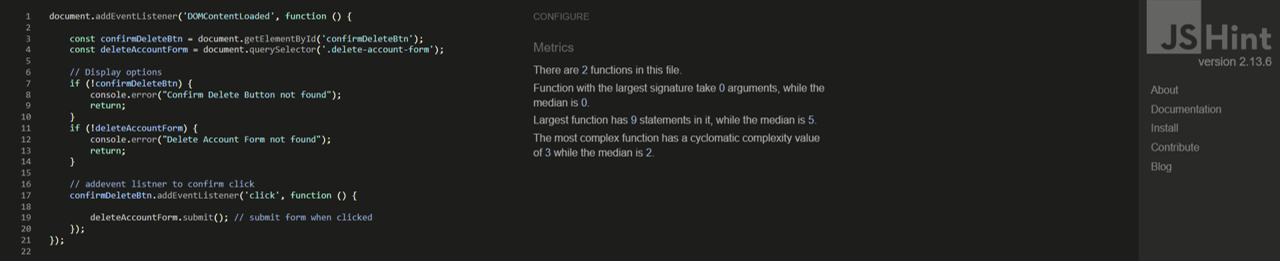 1 document.addEventListener('DOMContentLoaded', function () {
2
3 const confirmDeleteBtn = document.getElementById('confirmDeleteBtn');
4 const deleteAccountForm = document.querySelector('.delete-account-form');
5
6 // Display options
7 if (!confirmDeleteBtn) {
8 console.error("Confirm Delete Button not found");
9 return;
10 }
11 if (!deleteAccountForm) {
12 console.error("Delete Account Form not found");
13 return;
14 }
15
16 // addevent listner to confirm click
17 confirmDeleteBtn.addEventListener('click', function () {
18
19 deleteAccountForm.submit(); // submit form when clicked
20 });
21 });
22
CONFIGURE
Metrics
There are 2 functions in this file.
Function with the largest signature take 0 arguments, while the
median is 0.
Largest function has 9 statements in it, while the median is 5.
The most complex function has a cyclomatic complexity value
of 3 while the median is 2.
JSHint
version 2.13.6
About
Documentation
Install
Contribute
Blog